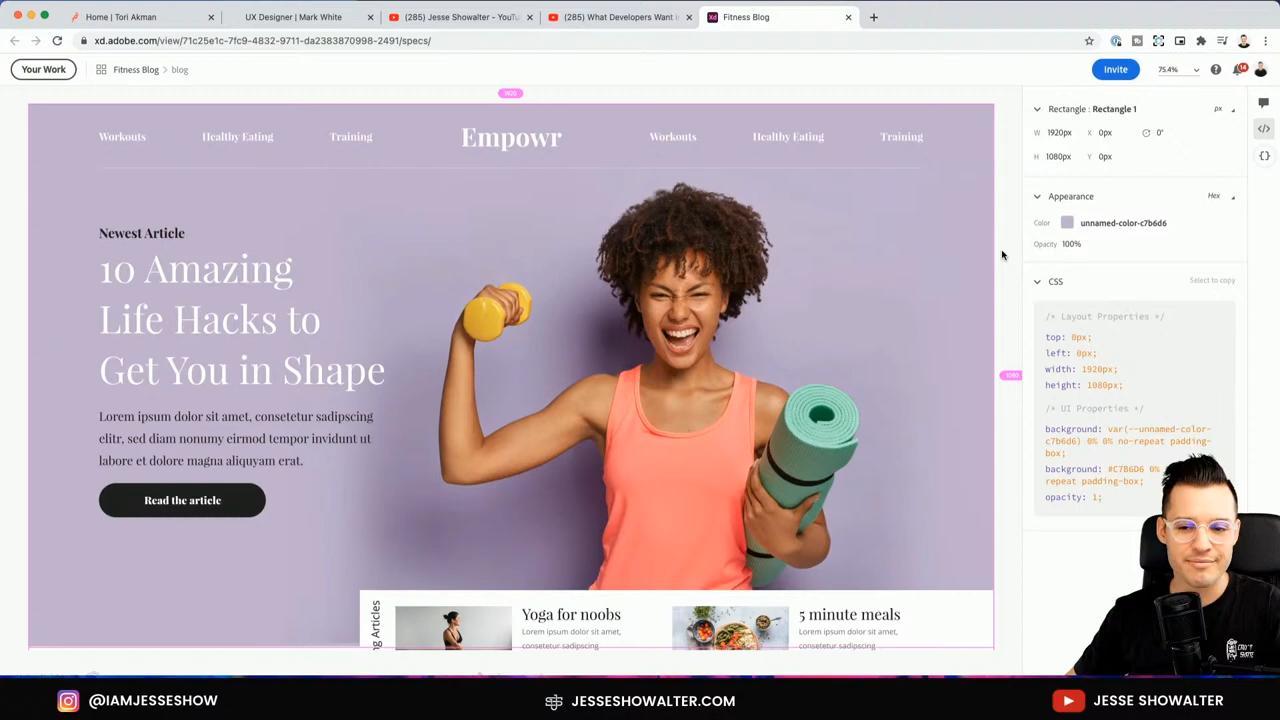 Home | Tori Akman
UX Designer | Mark White
(285) Jesse Showalter - YouTu
(285) What Developers Want i
Xd
Fitness Blog
xd.adobe.com/view/71c25e1c-7fc9-4832-9711-da2383870998-2491/specs/
Your Work
Fitness Blog
blog
Invite
75.4%
14
1920
Workouts
Healthy Eating
Training
Empowr
Workouts
Healthy Eating
Training
Newest Article
10 Amazing
Life Hacks to
Get You in Shape
Lorem ipsum dolor sit amet, consetetur sadipscing
elitr, sed diam nonumy eirmod tempor invidunt ut
labore et dolore magna aliquyam erat.
Read the article
ng Articles
Yoga for noobs
Lorem ipsum dolor sit amet,
consetetur sadipscing
5 minute meals
Lorem ipsum dolor sit amet,
consetetur sadipscing
1080
Rectangle : Rectangle 1
px
W 1920px X 0px 0°
H 1080px Y 0px
Appearance
Hex
Color unnamed-color-c7b6d6
Opacity 100%
CSS
Select to copy
/* Layout Properties */
top: 0px;
left: 0px;
width: 1920px;
height: 1080px;
/* UI Properties */
background: var(--unnamed-color-
c7b6d6) 0% 0% no-repeat padding-
box;
background: #C7B6D6 0%
repeat padding-box;
opacity: 1;
@IAMJESSESHOW
JESSESHOWALTER.COM
JESSE SHOWALTER